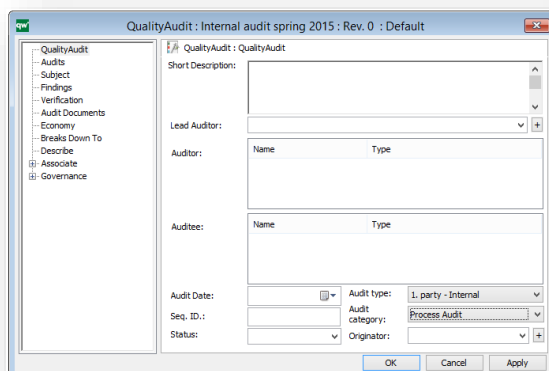 qw QualityAudit : Internal audit spring 2015 : Rev. 0 : Default
QualityAudit
Audits
Subject
Findings
Verification
Audit Documents
Economy
Breaks Down To
Describe
Associate
Governance
QualityAudit : QualityAudit
Short Description:
Lead Auditor:
Auditor:
Name Type
Auditee:
Name Type
Audit Date:
Audit type: 1. party - Internal
Seq. ID.:
Audit
category: Process Audit
Status:
Originator:
OK Cancel Apply